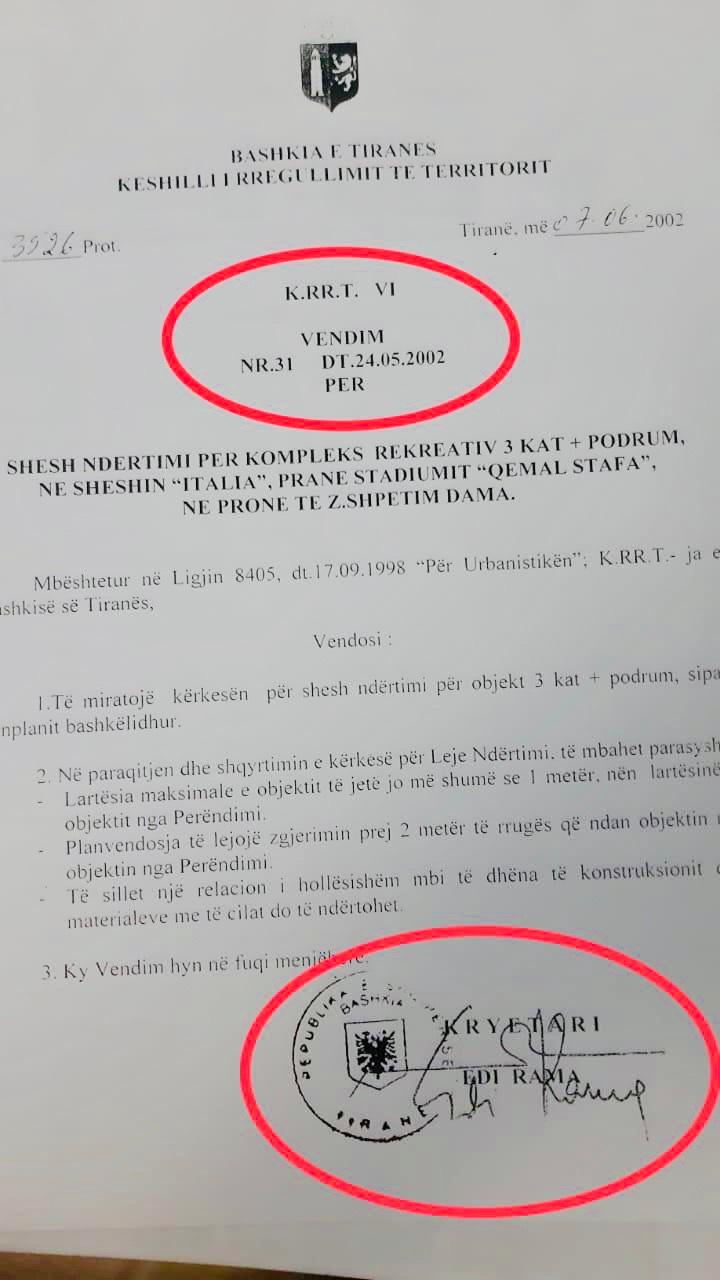 BASHKIA E TIRANES
KESHILLI I RREGULLIMIT TE TERRITORIT
3926 Prot.
Tiranë, më 07.06.2002
K.RR.T. VI
VENDIM
NR.31 DT.24.05.2002
PER
SHESH NDERTIMI PER KOMPLEKS REKREATIV 3 KAT + PODRUM,
NE SHESHIN “ITALIA”, PRANE STADIUMIT “QEMAL STAFA”,
NE PRONE TE Z.SHPETIM DAMA.
Mbështetur në Ligjin 8405, dt.17.09.1998 “Për Urbanistikën”; K.RR.T.- ja e
ashkisë së Tiranës,
Vendosi :
1.Të miratojë kërkesën për shesh ndërtimi për objekt 3 kat + podrum, sipa
nplanit bashkëlidhur.
2. Në paraqitjen dhe shqyrtimin e kërkesë për Leje Ndërtimi, të mbahet parasysh
- Lartësia maksimale e objektit të jetë jo më shumë se 1 metër, nën lartësinë
objektit nga Perëndimi.
- Planvendosja të lejojë zgjerimin prej 2 metër të rrugës që ndan objektin
objektin nga Perëndimi.
- Të sillet një relacion i hollësishëm mbi të dhëna të konstruksionit
materialeve me të cilat do të ndërtohet.
3. Ky Vendim hyn në fuqi menjëherë.
REPUBLIKA E
BASHKIA
TIRANE
KRYETARI
EDI RAMA
Edi Rama